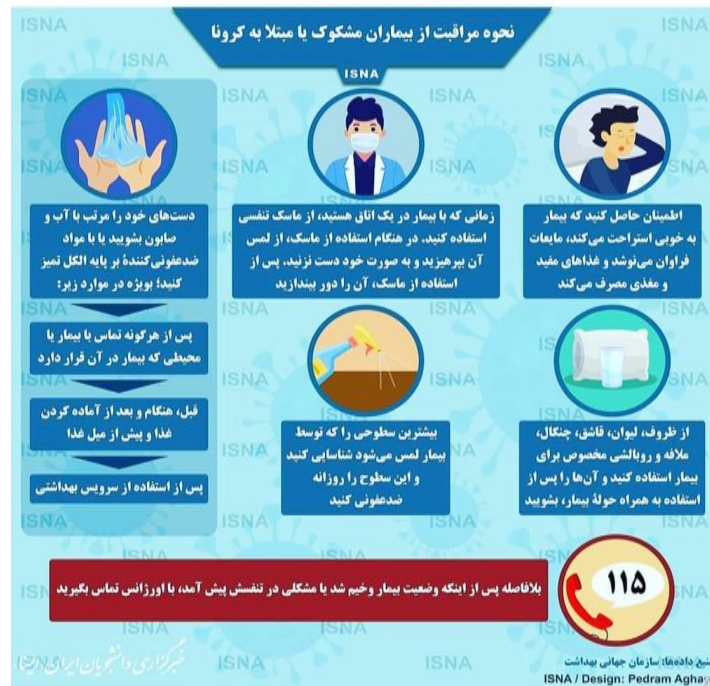 نحوه مراقبت از بیماران مشکوک یا مبتلا به کرونا
ISNA
اطمینان حاصل کنید که بیمار
به خوبی استراحت می‌کند، مایعات
فراوان می‌نوشد و غذاهای مفید
و مغذی مصرف می‌کند
زمانی که با بیمار در یک اتاق هستید، از ماسک تنفسی
استفاده کنید. در هنگام استفاده از ماسک، از لمس
آن بپرهیزید و به صورت خود دست نزنید. پس از
استفاده از ماسک، آن را دور بیندازید
دست‌های خود را مرتب با آب و
صابون بشویید یا با مواد
ضدعفونی‌کنندهٔ بر پایه الکل تمیز
کنید؛ بویژه در موارد زیر:
پس از هرگونه تماس با بیمار یا
محیطی که بیمار در آن قرار دارد
قبل، هنگام و بعد از آماده کردن
غذا و پیش از میل غذا
پس از استفاده از سرویس بهداشتی
از ظروف، لیوان، قاشق، چنگال،
ملافه و روبالشی مخصوص برای
بیمار استفاده کنید و آن‌ها را پس از
استفاده به همراه حولهٔ بیمار، بشویید
بیشترین سطوحی را که توسط
بیمار لمس می‌شود شناسایی کنید
و این سطوح را روزانه
ضدعفونی کنید
۱۱۵
بلافاصله پس از اینکه وضعیت بیمار وخیم شد یا مشکلی در تنفسش پیش آمد، با اورژانس تماس بگیرید
منبع داده‌ها: سازمان جهانی بهداشت
ISNA / Design: Pedram Agha
خبرگزاری دانشجویان ایران، ایسنا